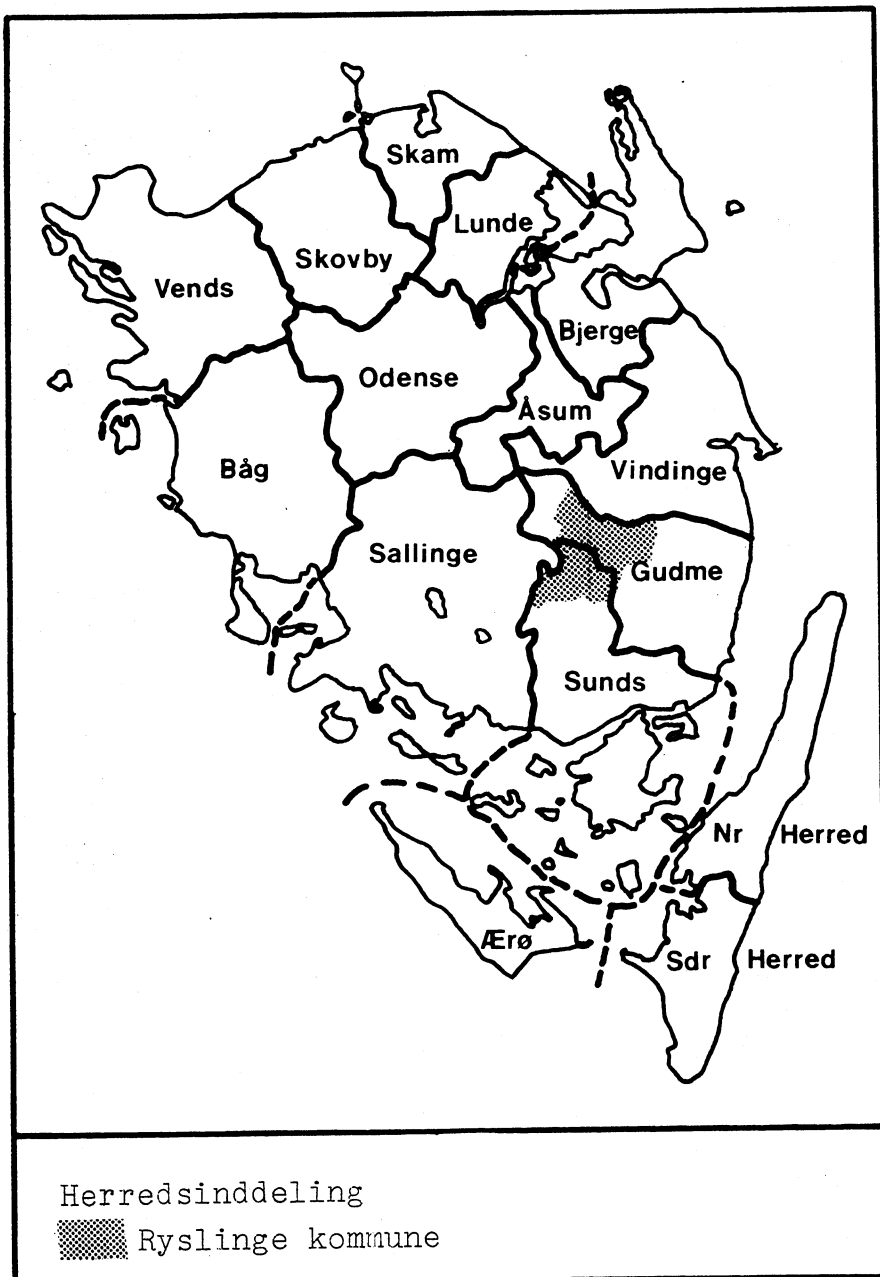 Skam
Lunde
Skovby
Vends
Bjerge
Odense
Åsum
Båg
Vindinge
Sallinge
Gudme
Sunds
Nr Herred
Ærø
Sdr Herred
Herredsinddeling
Ryslinge kommune